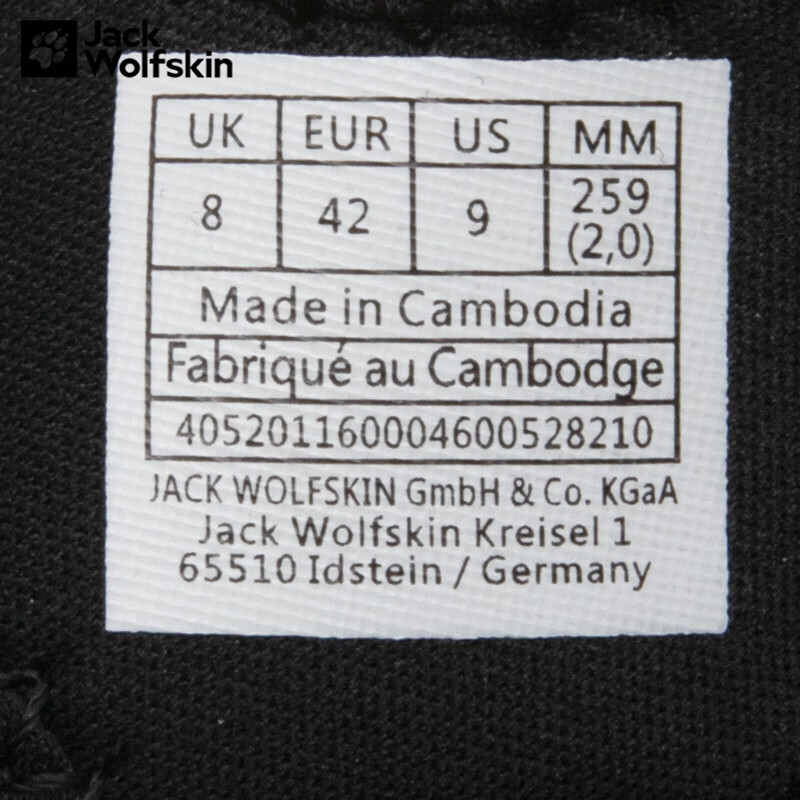 Jack
Wolfskin
UK EUR US MM
8 42 9 259
(2,0)
Made in Cambodia
Fabriqué au Cambodge
405201160004600528210
JACK WOLFSKIN GmbH & Co. KGaA
Jack Wolfskin Kreisel 1
65510 Idstein / Germany